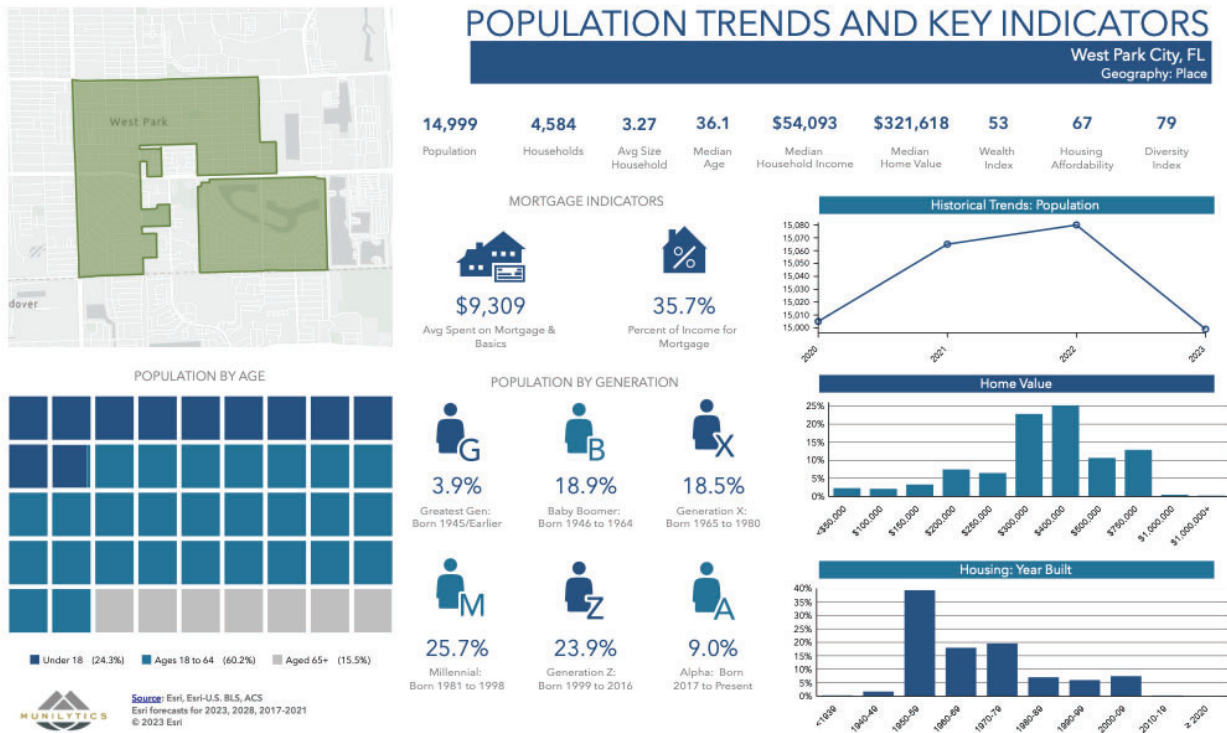 POPULATION TRENDS AND KEY INDICATORS
West Park City, FL
Geography: Place
West Park
dover
14,999
Population
4,584
Households
3.27
Avg Size
Household
36.1
Median
Age
$54,093
Median
Household Income
$321,618
Median
Home Value
53
Wealth
Index
67
Housing
Affordability
79
Diversity
Index
MORTGAGE INDICATORS
$9,309
Avg Spent on Mortgage &
Basics
%
35.7%
Percent of Income for
Mortgage
Historical Trends: Population
15,080
15,070
15,060
15,050
15,040
15,030
15,020
15,010
15,000
2020
2021
2022
2023
POPULATION BY AGE
Under 18 (24.3%)
Ages 18 to 64 (60.2%)
Aged 65+ (15.5%)
POPULATION BY GENERATION
G
3.9%
Greatest Gen:
Born 1945/Earlier
B
18.9%
Baby Boomer:
Born 1946 to 1964
X
18.5%
Generation X:
Born 1965 to 1980
M
25.7%
Millennial:
Born 1981 to 1998
Z
23.9%
Generation Z:
Born 1999 to 2016
A
9.0%
Alpha: Born
2017 to Present
Home Value
25%
20%
15%
10%
5%
0%
<$50,000
$100,000
$150,000
$200,000
$250,000
$300,000
$400,000
$500,000
$750,000
$1,000,000
$1,000,000+
Housing: Year Built
40%
35%
30%
25%
20%
15%
10%
5%
0%
<1939
1940-49
1950-59
1960-69
1970-79
1980-89
1990-99
2000-09
2010-19
≥ 2020
MUNILYTICS
Source: Esri, Esri-U.S. BLS, ACS
Esri forecasts for 2023, 2028, 2017-2021
© 2023 Esri